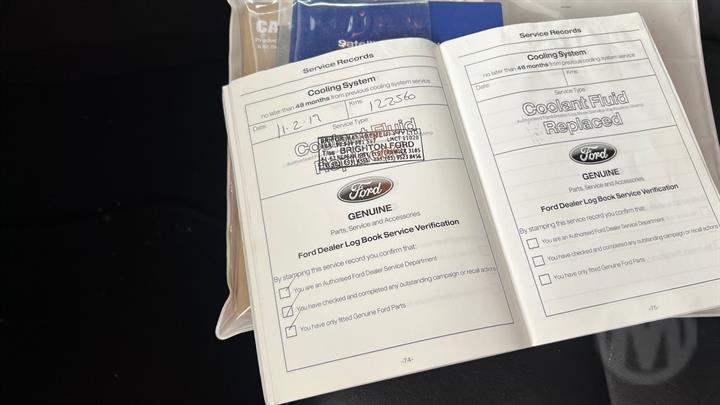 CA
Satellit
Service Records
Cooling System
no later than 48 months from previous cooling system service
Date: 11.2.17
Kms: 122560
Service Type
Coolant Fluid
Replaced
BRIGHTON FORD
Ford
GENUINE
Parts, Service and Accessories
Ford Dealer Log Book Service Verification
By stamping this service record you confirm that:
You are an Authorised Ford Dealer Service Department
You have checked and completed any outstanding campaign or recall actions
You have only fitted Genuine Ford Parts
-74-
Service Records
Cooling System
no later than 48 months from previous cooling system service
Date:
Kms:
Service Type
Coolant Fluid
Replaced
Ford
GENUINE
Parts, Service and Accessories
Ford Dealer Log Book Service Verification
By stamping this service record you confirm that:
You are an Authorised Ford Dealer Service Department
You have checked and completed any outstanding campaign or recall actions
You have only fitted Genuine Ford Parts
-75-
M